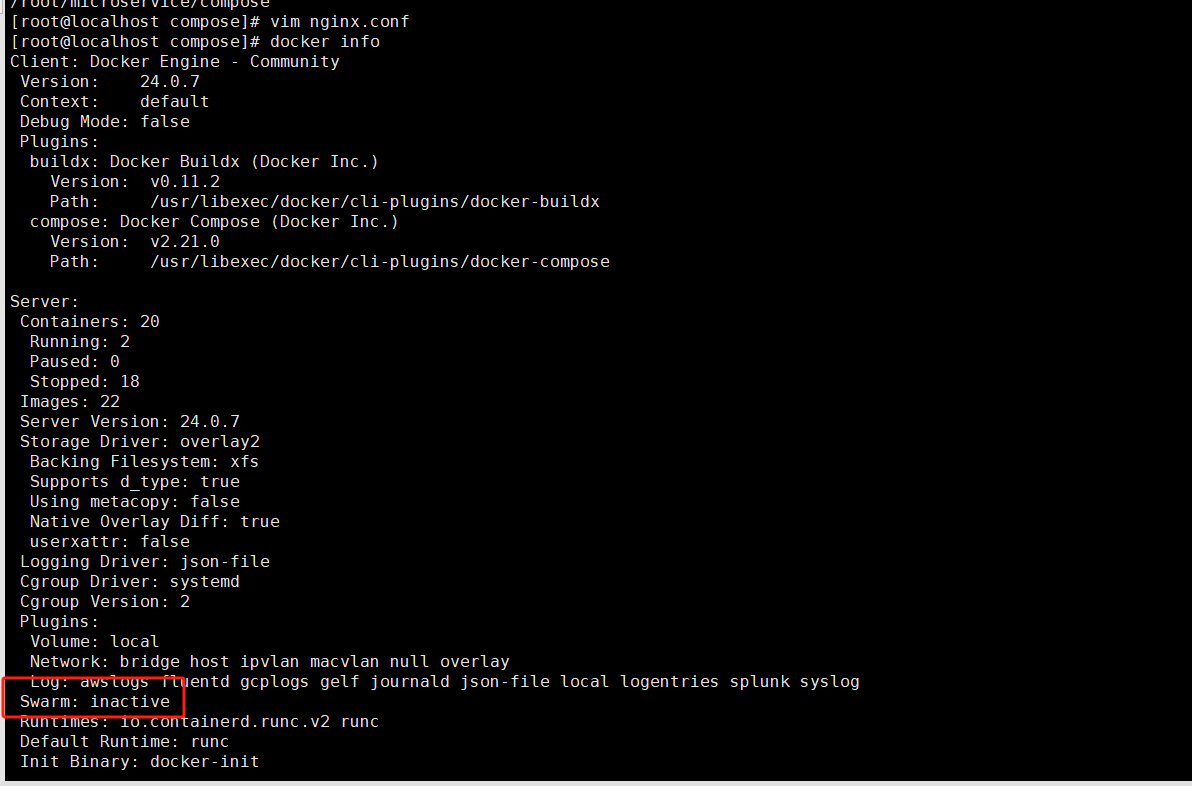 /root/microservice/compose
[root@localhost compose]# vim nginx.conf
[root@localhost compose]# docker info
Client: Docker Engine - Community
 Version:    24.0.7
 Context:    default
 Debug Mode: false
 Plugins:
  buildx: Docker Buildx (Docker Inc.)
    Version:  v0.11.2
    Path:     /usr/libexec/docker/cli-plugins/docker-buildx
  compose: Docker Compose (Docker Inc.)
    Version:  v2.21.0
    Path:     /usr/libexec/docker/cli-plugins/docker-compose

Server:
 Containers: 20
  Running: 2
  Paused: 0
  Stopped: 18
 Images: 22
 Server Version: 24.0.7
 Storage Driver: overlay2
  Backing Filesystem: xfs
  Supports d_type: true
  Using metacopy: false
  Native Overlay Diff: true
  userxattr: false
 Logging Driver: json-file
 Cgroup Driver: systemd
 Cgroup Version: 2
 Plugins:
  Volume: local
  Network: bridge host ipvlan macvlan null overlay
  Log: awslogs fluentd gcplogs gelf journald json-file local logentries splunk syslog
 Swarm: inactive
 Runtimes: io.containerd.runc.v2 runc
 Default Runtime: runc
 Init Binary: docker-init